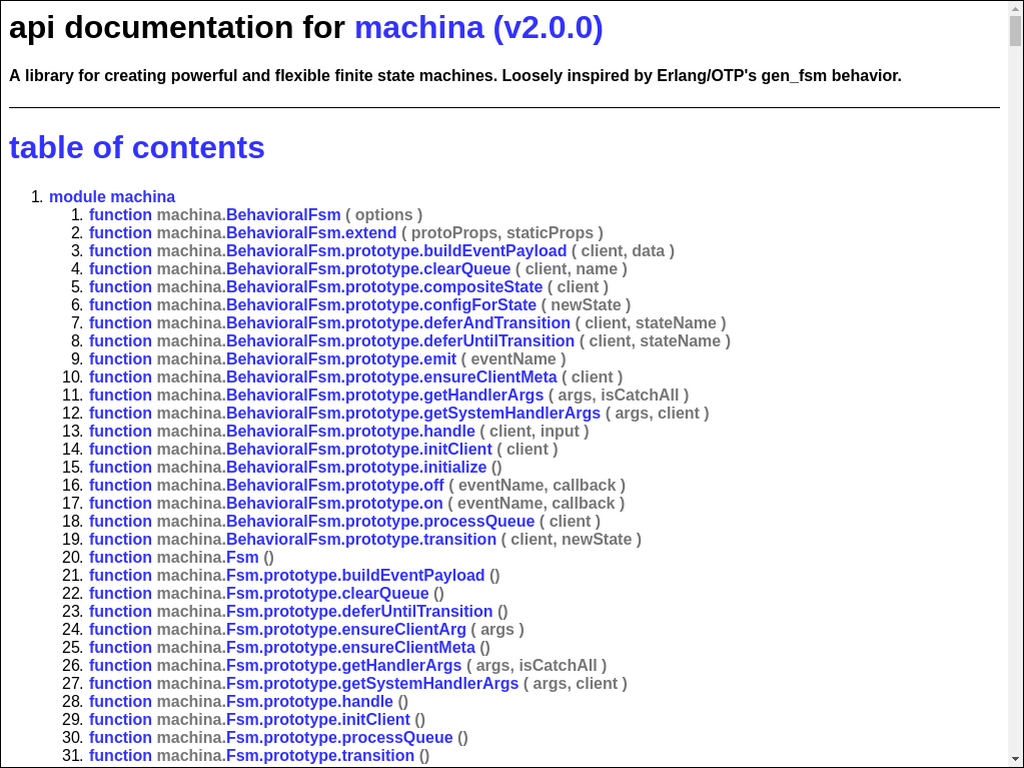 api documentation for machina (v2.0.0)
A library for creating powerful and flexible finite state machines. Loosely inspired by Erlang/OTP's gen_fsm behavior.
table of contents
1. module machina
1. function machina.BehavioralFsm ( options )
2. function machina.BehavioralFsm.extend ( protoProps, staticProps )
3. function machina.BehavioralFsm.prototype.buildEventPayload ( client, data )
4. function machina.BehavioralFsm.prototype.clearQueue ( client, name )
5. function machina.BehavioralFsm.prototype.compositeState ( client )
6. function machina.BehavioralFsm.prototype.configForState ( newState )
7. function machina.BehavioralFsm.prototype.deferAndTransition ( client, stateName )
8. function machina.BehavioralFsm.prototype.deferUntilTransition ( client, stateName )
9. function machina.BehavioralFsm.prototype.emit ( eventName )
10. function machina.BehavioralFsm.prototype.ensureClientMeta ( client )
11. function machina.BehavioralFsm.prototype.getHandlerArgs ( args, isCatchAll )
12. function machina.BehavioralFsm.prototype.getSystemHandlerArgs ( args, client )
13. function machina.BehavioralFsm.prototype.handle ( client, input )
14. function machina.BehavioralFsm.prototype.initClient ( client )
15. function machina.BehavioralFsm.prototype.initialize ()
16. function machina.BehavioralFsm.prototype.off ( eventName, callback )
17. function machina.BehavioralFsm.prototype.on ( eventName, callback )
18. function machina.BehavioralFsm.prototype.processQueue ( client )
19. function machina.BehavioralFsm.prototype.transition ( client, newState )
20. function machina.Fsm ()
21. function machina.Fsm.prototype.buildEventPayload ()
22. function machina.Fsm.prototype.clearQueue ()
23. function machina.Fsm.prototype.deferUntilTransition ()
24. function machina.Fsm.prototype.ensureClientArg ( args )
25. function machina.Fsm.prototype.ensureClientMeta ()
26. function machina.Fsm.prototype.getHandlerArgs ( args, isCatchAll )
27. function machina.Fsm.prototype.getSystemHandlerArgs ( args, client )
28. function machina.Fsm.prototype.handle ()
29. function machina.Fsm.prototype.initClient ()
30. function machina.Fsm.prototype.processQueue ()
31. function machina.Fsm.prototype.transition ()